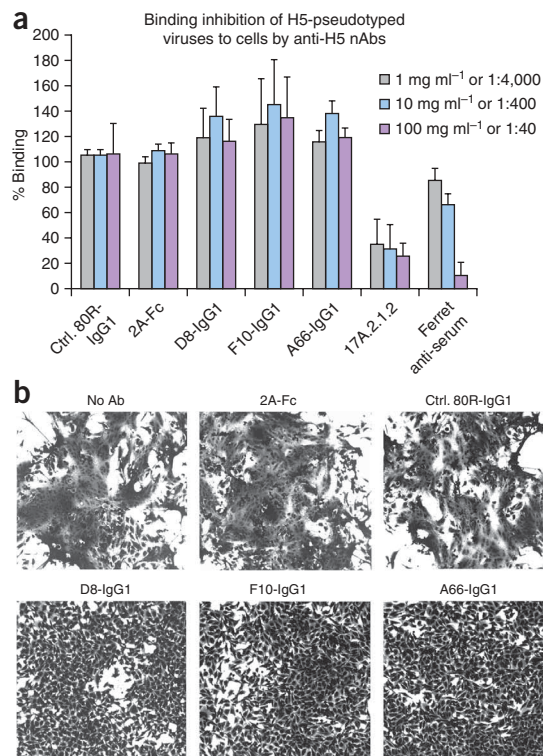 a
Binding inhibition of H5-pseudotyped
viruses to cells by anti-H5 nAbs
1 mg ml⁻¹ or 1:4,000
10 mg ml⁻¹ or 1:400
100 mg ml⁻¹ or 1:40
% Binding
180
160
140
120
100
80
60
40
20
0
Ctrl. 80R-
IgG1
2A-Fc
D8-IgG1
F10-IgG1
A66-IgG1
17A.2.1.2
Ferret
anti-serum
b
No Ab
2A-Fc
Ctrl. 80R-IgG1
D8-IgG1
F10-IgG1
A66-IgG1